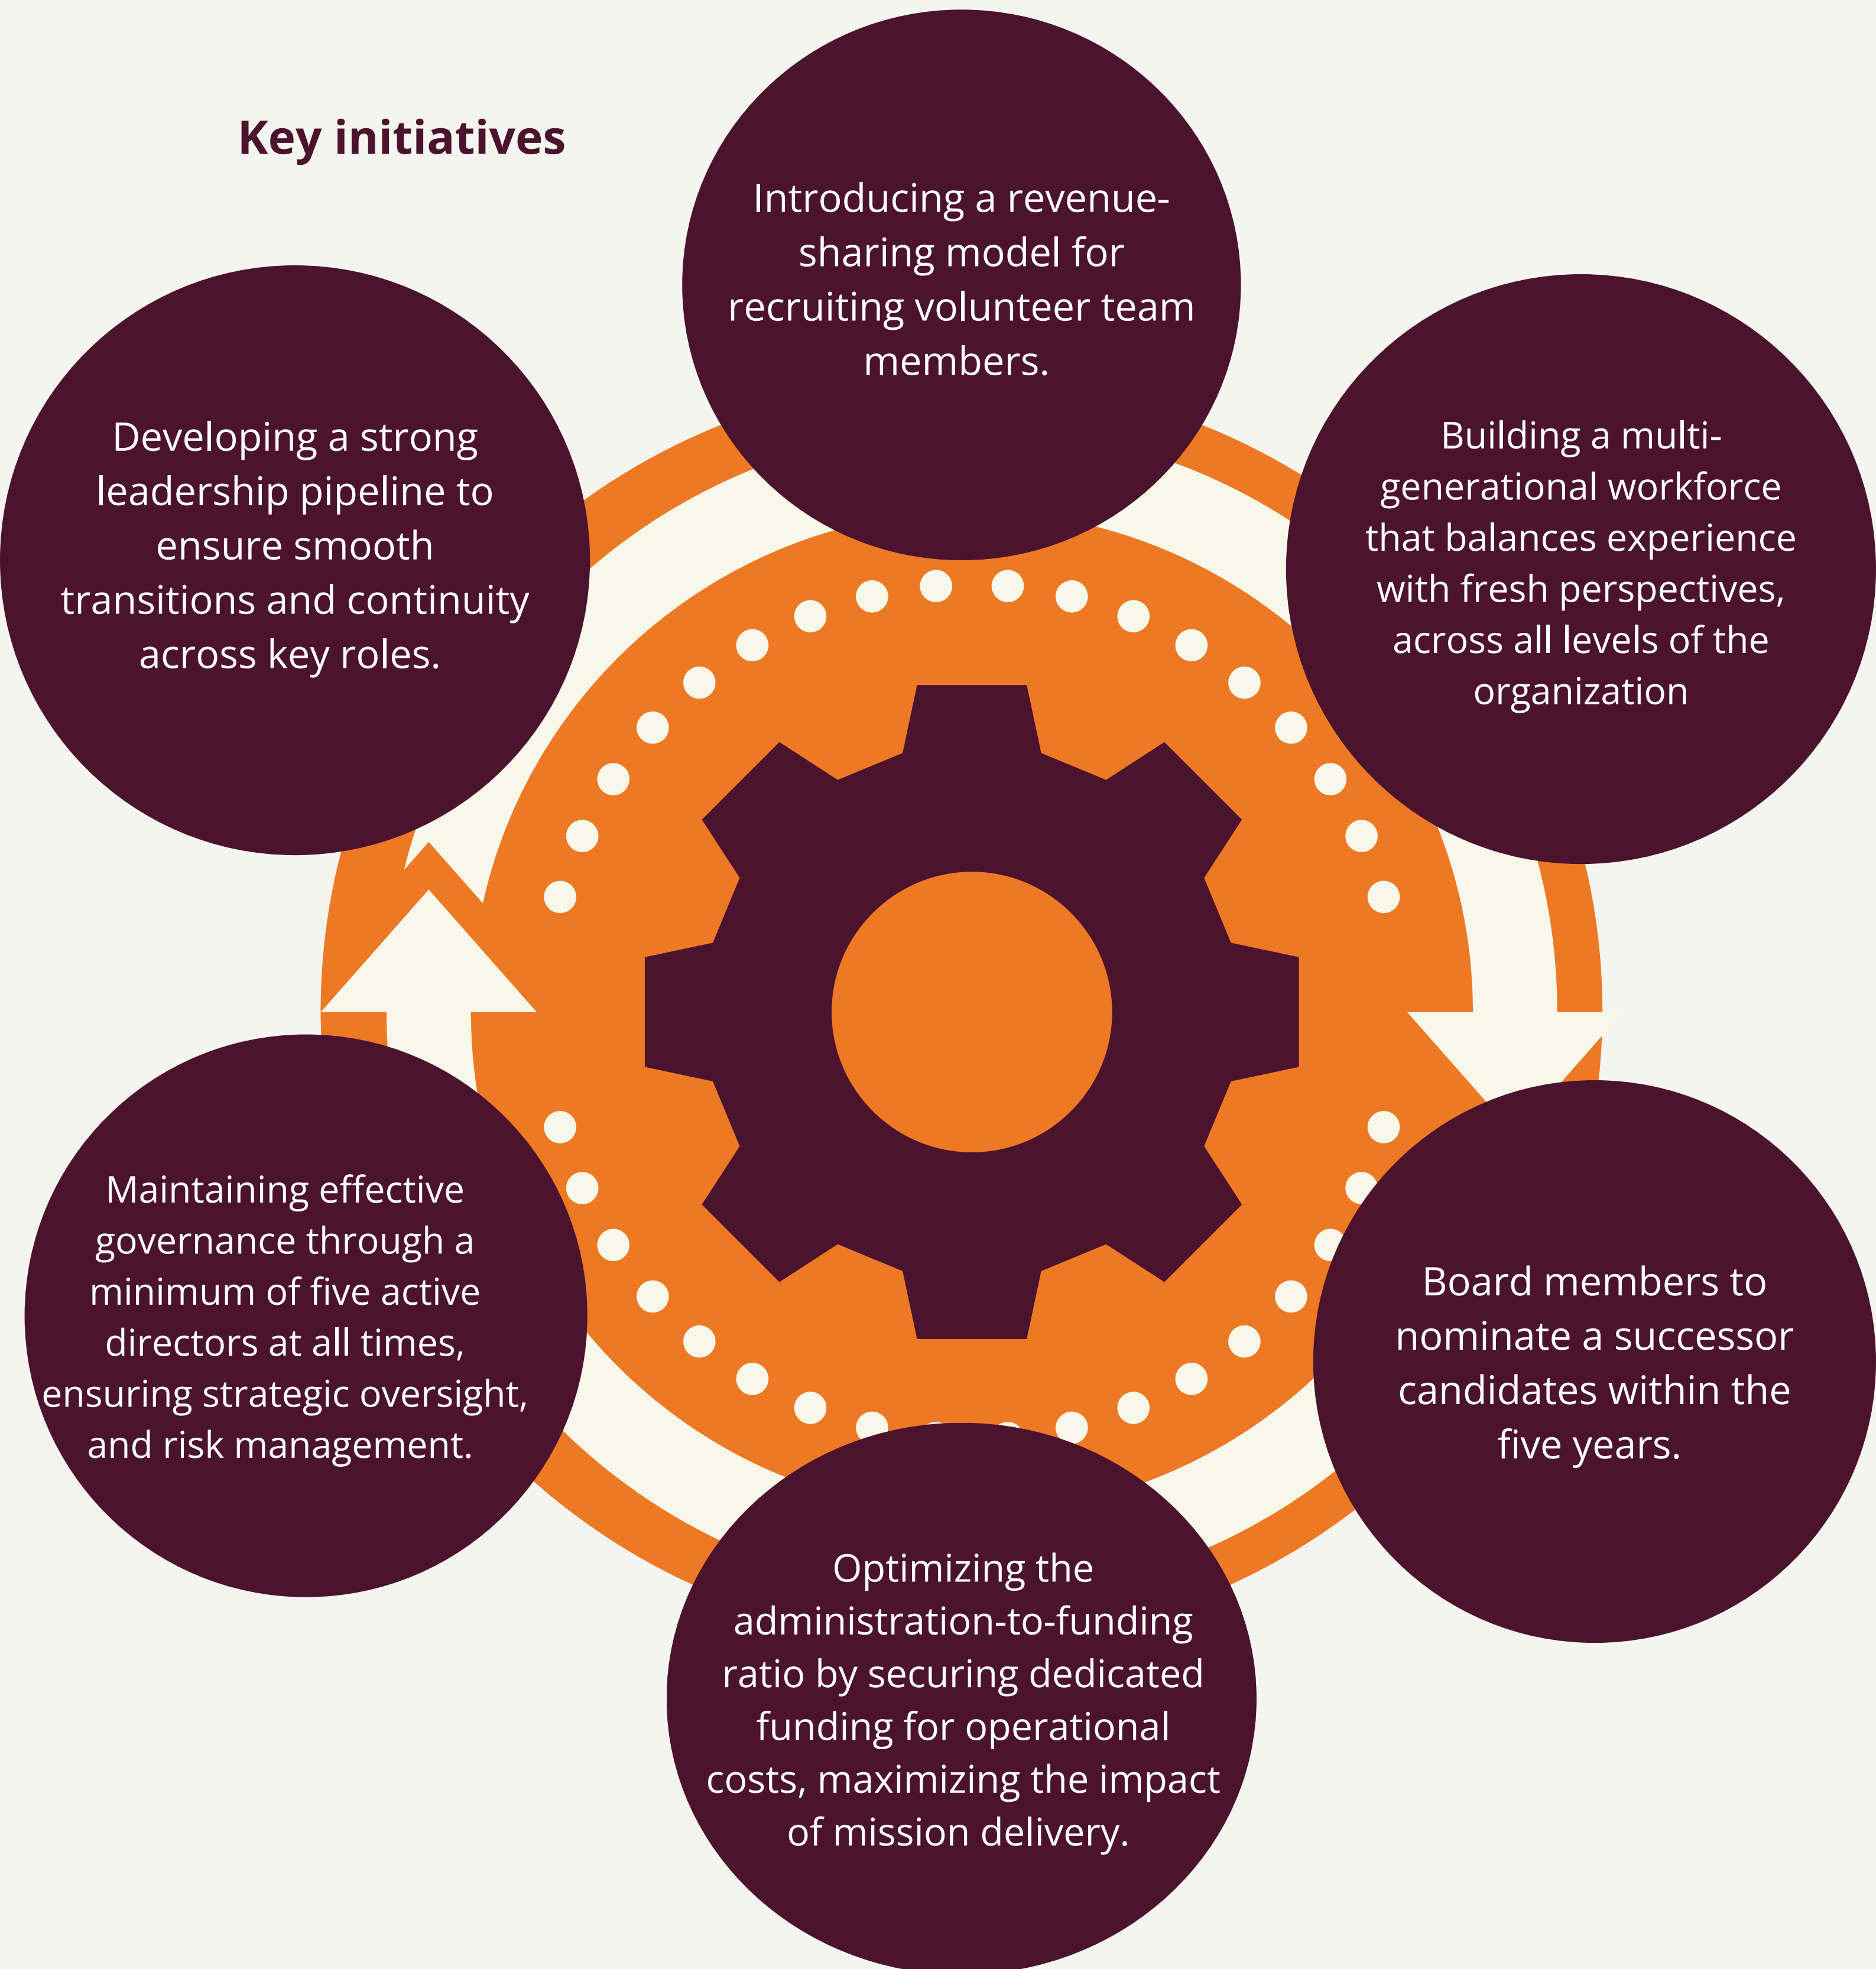 Key initiatives
Introducing a revenue-
sharing model for
recruiting volunteer team
members.
Building a multi-
generational workforce
that balances experience
with fresh perspectives,
across all levels of the
organization
Board members to
nominate a successor
candidates within the
five years.
Optimizing the
administration-to-funding
ratio by securing dedicated
funding for operational
costs, maximizing the impact
of mission delivery.
Maintaining effective
governance through a
minimum of five active
directors at all times,
ensuring strategic oversight,
and risk management.
Developing a strong
leadership pipeline to
ensure smooth
transitions and continuity
across key roles.